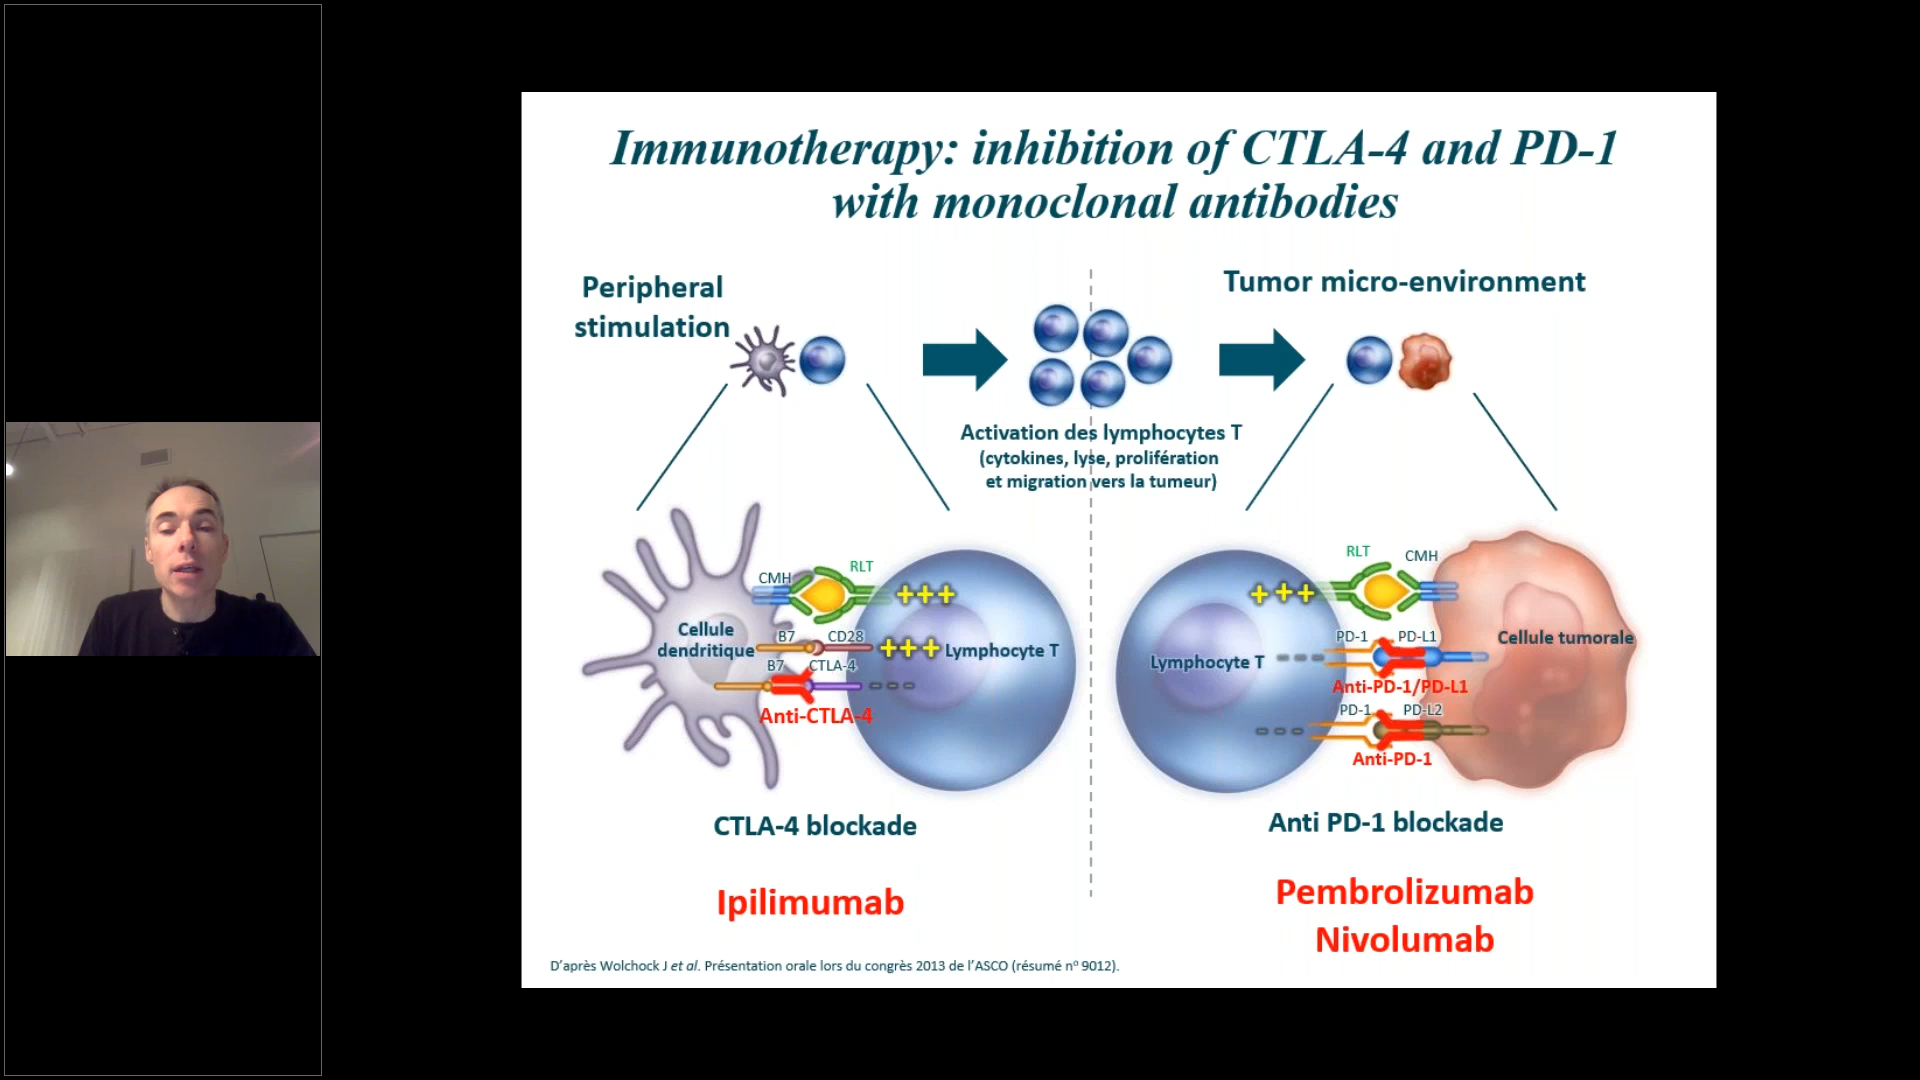 Immunotherapy: inhibition of CTLA-4 and PD-1
with monoclonal antibodies
Peripheral
stimulation
Tumor micro-environment
Activation des lymphocytes T
(cytokines, lyse, prolifération
et migration vers la tumeur)
CMH
RLT
+++
Cellule
dendritique
B7
CD28
+++
Lymphocyte T
B7
CTLA-4
Anti-CTLA-4
RLT
CMH
+++
PD-1
PD-L1
Cellule tumorale
Lymphocyte T
Anti-PD-1/PD-L1
PD-1
PD-L2
Anti-PD-1
CTLA-4 blockade
Anti PD-1 blockade
Ipilimumab
Pembrolizumab
Nivolumab
D'après Wolchock J et al. Présentation orale lors du congrès 2013 de l'ASCO (résumé nº 9012).